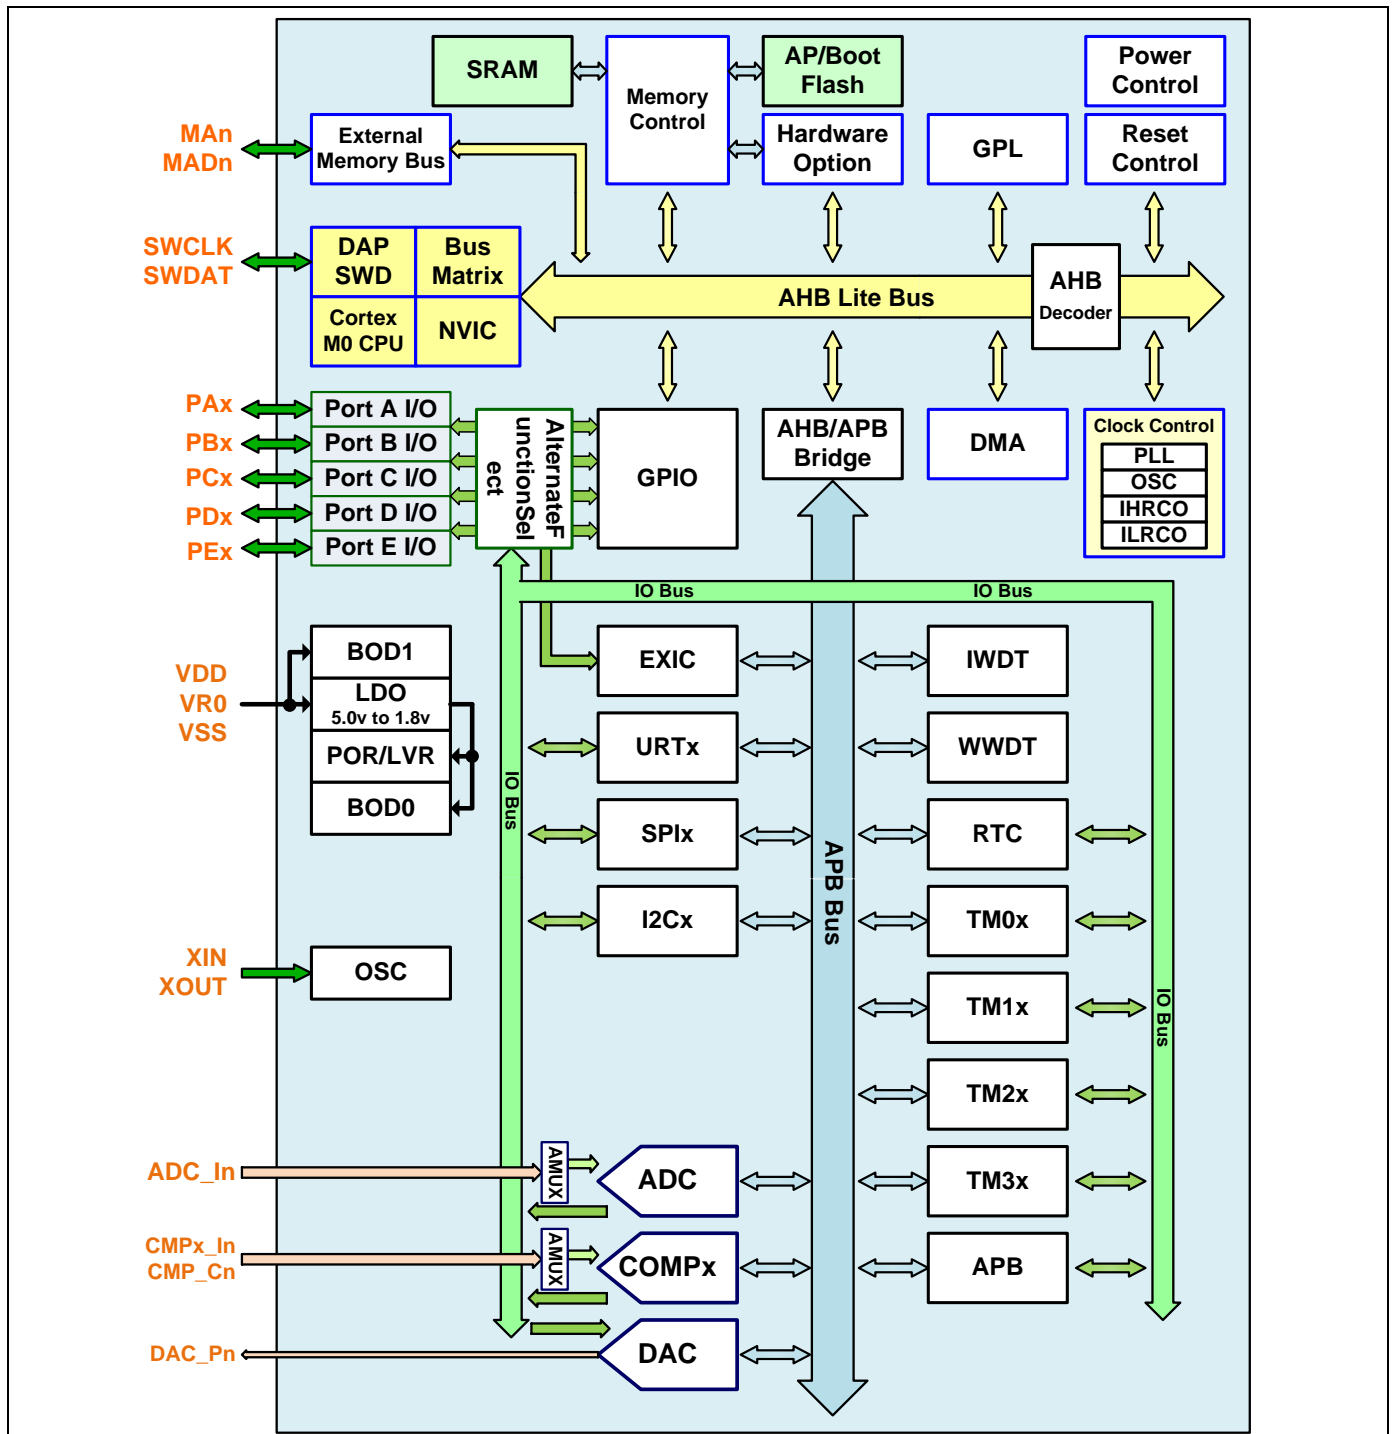 SRAM
Memory
Control
AP/Boot
Flash
Power
Control
MAn
MADn
External
Memory Bus
Hardware
Option
GPL
Reset
Control
SWCLK
SWDAT
DAP
SWD
Bus
Matrix
Cortex
M0 CPU
NVIC
AHB Lite Bus
AHB
Decoder
PAx
PBx
PCx
PDx
PEx
Port A I/O
Port B I/O
Port C I/O
Port D I/O
Port E I/O
AlternateF
unctionSel
ect
GPIO
AHB/APB
Bridge
DMA
Clock Control
PLL
OSC
IHRCO
ILRCO
IO Bus
IO Bus
VDD
VR0
VSS
BOD1
LDO
5.0v to 1.8v
POR/LVR
BOD0
IO Bus
EXIC
URTx
SPIx
I2Cx
APB Bus
IWDT
WWDT
RTC
TM0x
TM1x
TM2x
TM3x
APB
IO Bus
XIN
XOUT
OSC
ADC_In
AMUX
ADC
CMPx_In
CMP_Cn
AMUX
COMPx
DAC_Pn
DAC